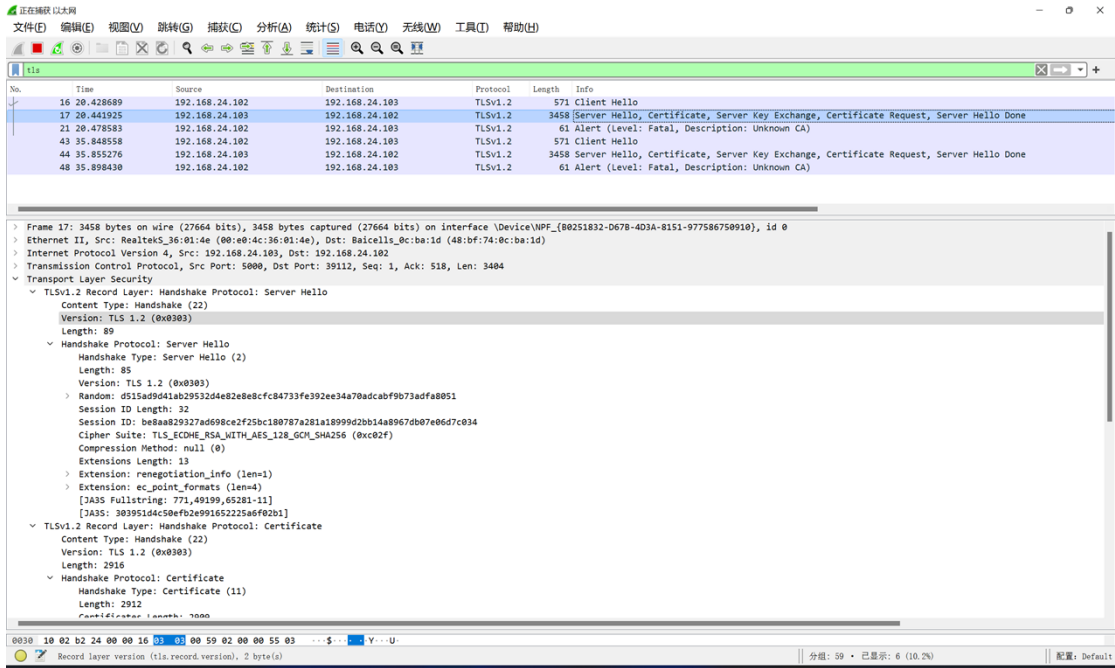 正在捕获 以太网
文件(F) 编辑(E) 视图(V) 跳转(G) 捕获(C) 分析(A) 统计(S) 电话(Y) 无线(W) 工具(T) 帮助(H)
tls
No. Time Source Destination Protocol Length Info
16 20.428689 192.168.24.102 192.168.24.103 TLSv1.2 571 Client Hello
17 20.441925 192.168.24.103 192.168.24.102 TLSv1.2 3458 Server Hello, Certificate, Server Key Exchange, Certificate Request, Server Hello Done
21 20.478583 192.168.24.102 192.168.24.103 TLSv1.2 61 Alert (Level: Fatal, Description: Unknown CA)
43 35.848558 192.168.24.102 192.168.24.103 TLSv1.2 571 Client Hello
44 35.855276 192.168.24.103 192.168.24.102 TLSv1.2 3458 Server Hello, Certificate, Server Key Exchange, Certificate Request, Server Hello Done
48 35.898430 192.168.24.102 192.168.24.103 TLSv1.2 61 Alert (Level: Fatal, Description: Unknown CA)
Frame 17: 3458 bytes on wire (27664 bits), 3458 bytes captured (27664 bits) on interface \Device\NPF_{B0251832-D67B-4D3A-8151-977586750910}, id 0
Ethernet II, Src: RealtekS_36:01:4e (00:e0:4c:36:01:4e), Dst: Baicells_0c:ba:1d (48:bf:74:0c:ba:1d)
Internet Protocol Version 4, Src: 192.168.24.103, Dst: 192.168.24.102
Transmission Control Protocol, Src Port: 5000, Dst Port: 39112, Seq: 1, Ack: 518, Len: 3404
Transport Layer Security
TLSv1.2 Record Layer: Handshake Protocol: Server Hello
Content Type: Handshake (22)
Version: TLS 1.2 (0x0303)
Length: 89
Handshake Protocol: Server Hello
Handshake Type: Server Hello (2)
Length: 85
Version: TLS 1.2 (0x0303)
Random: d515ad9d41ab29532d4e82e8e8cfc84733fe392ee34a70adcabf9b73adfa8051
Session ID Length: 32
Session ID: be8aa829327ad698ce2f25bc180787a281a18999d2bb14a8967db07e06d7c034
Cipher Suite: TLS_ECDHE_RSA_WITH_AES_128_GCM_SHA256 (0xc02f)
Compression Method: null (0)
Extensions Length: 13
Extension: renegotiation_info (len=1)
Extension: ec_point_formats (len=4)
[JA3S Fullstring: 771,49199,65281-11]
[JA3S: 303951d4c50efb2e991652225a6f02b1]
TLSv1.2 Record Layer: Handshake Protocol: Certificate
Content Type: Handshake (22)
Version: TLS 1.2 (0x0303)
Length: 2916
Handshake Protocol: Certificate
Handshake Type: Certificate (11)
Length: 2912
Certificates Length: 2909
0030 10 02 b2 24 00 00 16 03 03 00 59 02 00 00 55 03 ···$··· · ·Y···U·
Record layer version (tls.record.version), 2 byte(s) 分组: 59 · 已显示: 6 (10.2%) 配置: Default